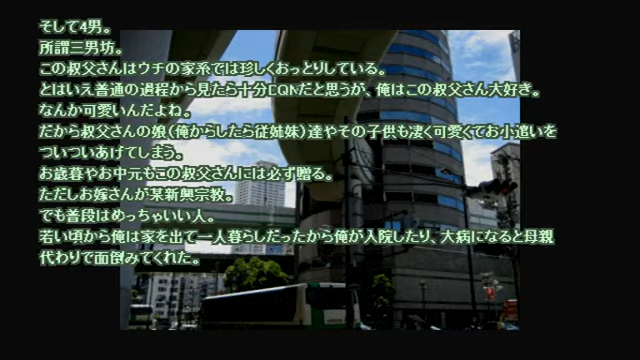 そして4男。
所謂三男坊。
この叔父さんはウチの家系では珍しくおっとりしている。
とはいえ普通の過程から見たら十分DQNだと思うが、俺はこの叔父さん大好き。
なんか可愛いんだよね。
だから叔父さんの娘(俺からしたら従姉妹)達やその子供も凄く可愛くてお小遣いを
ついついあげてしまう。
お歳暮やお中元もこの叔父さんには必ず贈る。
ただしお嫁さんが某新興宗教。
でも普段はめっちゃいい人。
若い頃から俺は家を出て一人暮らしだったから俺が入院したり、大病になると母親
代わりで面倒みてくれた。